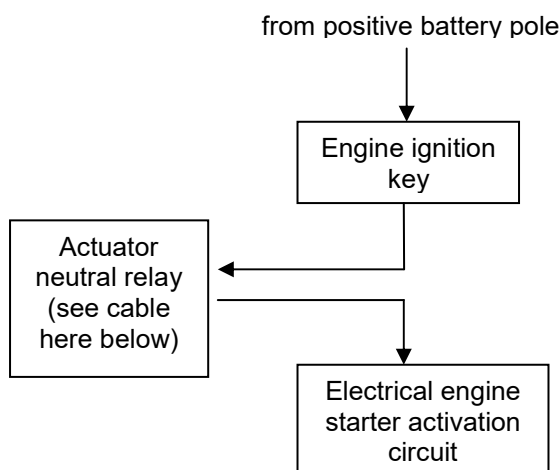 from positive battery pole
Engine ignition
key
Actuator
neutral relay
(see cable
here below)
Electrical engine
starter activation
circuit